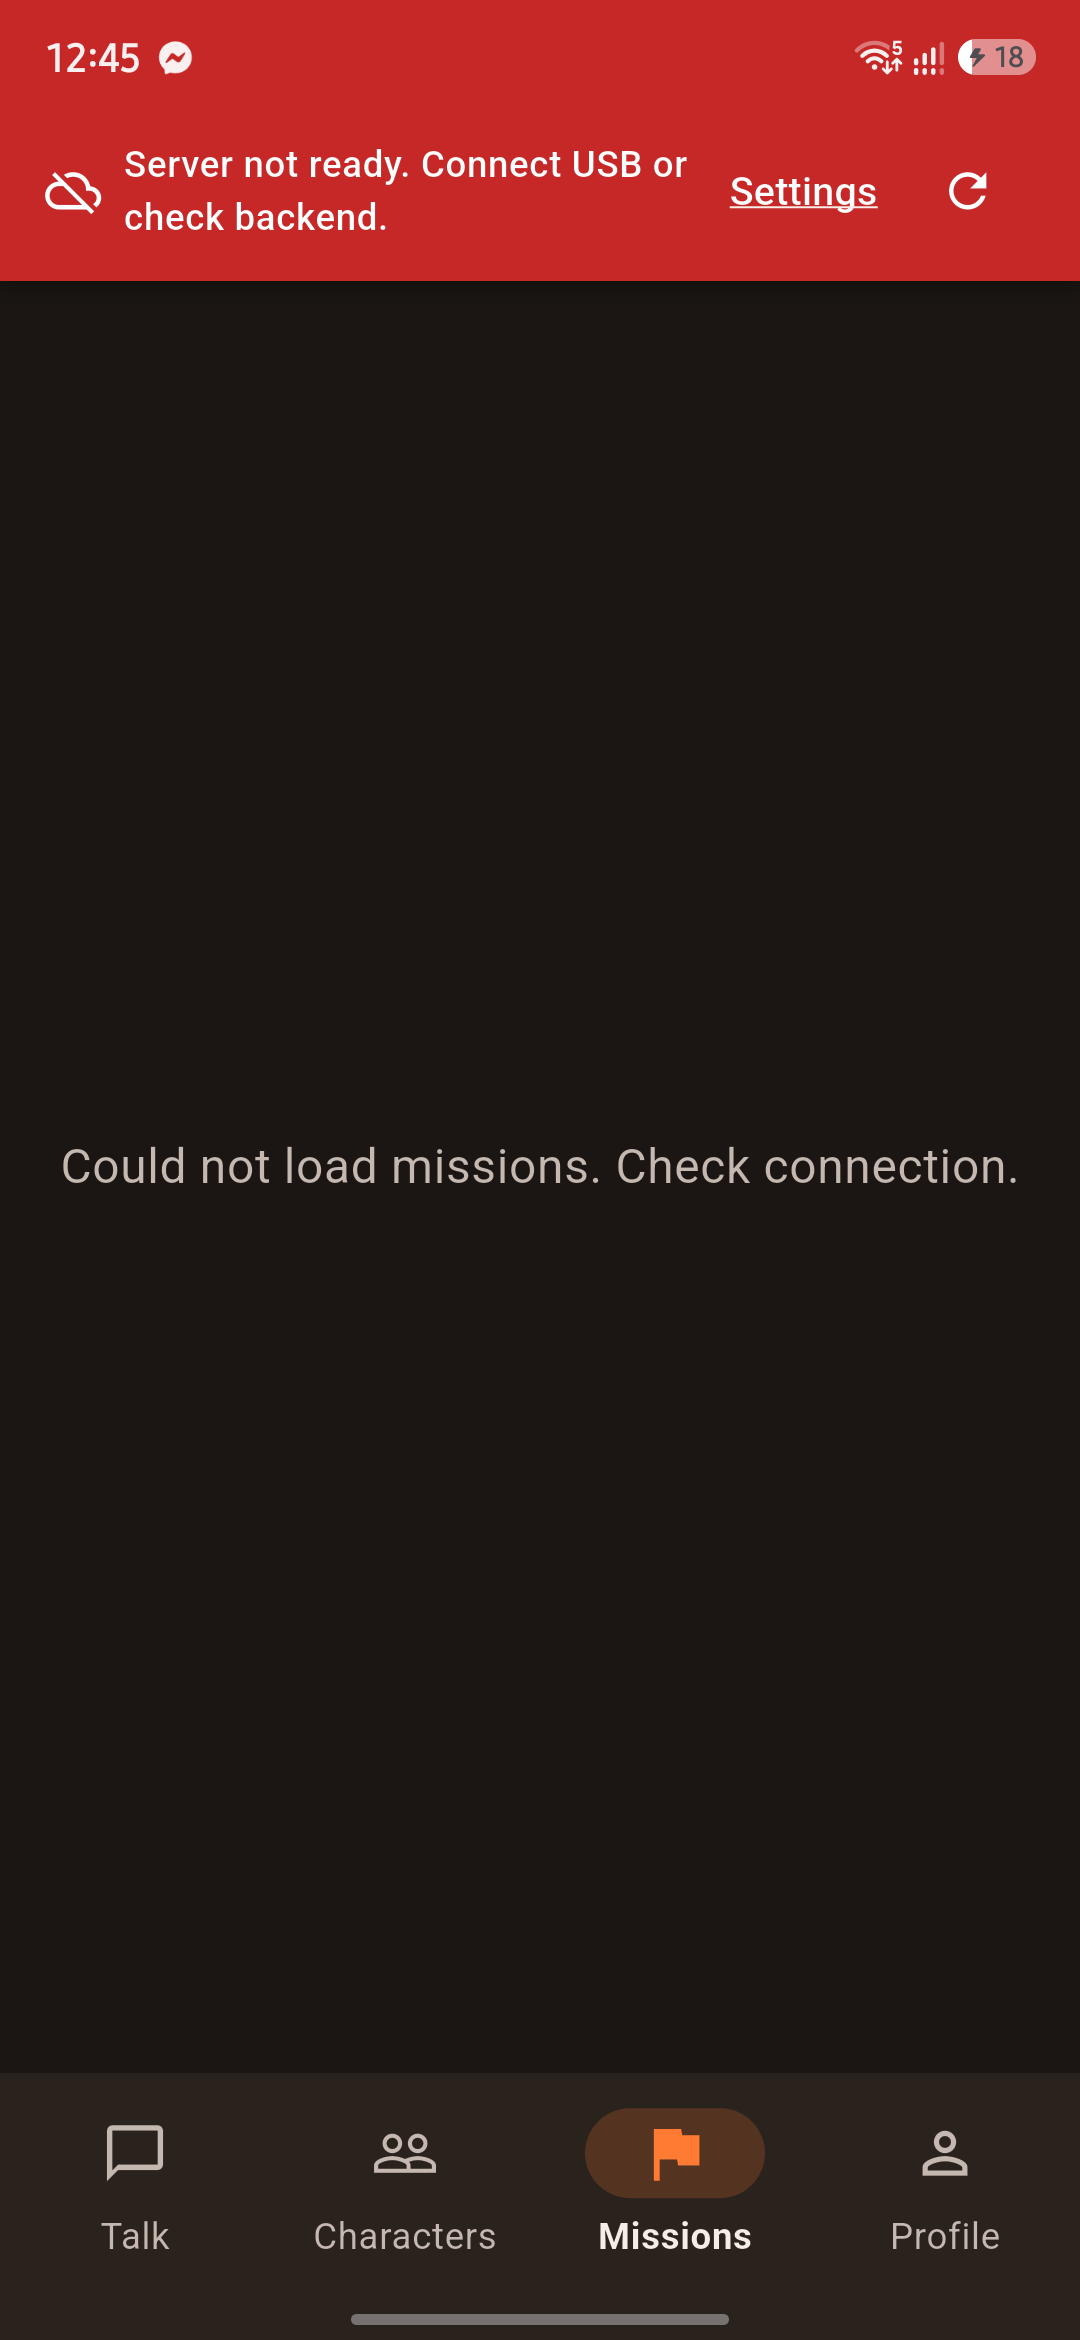 12:45
5
18
Server not ready. Connect USB or
check backend.
Settings
Could not load missions. Check connection.
Talk
Characters
Missions
Profile